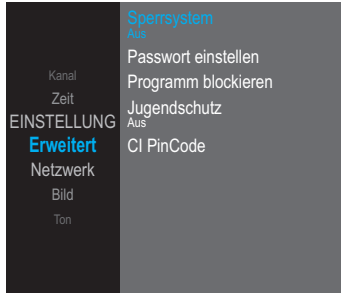 Kanal
Zeit
EINSTELLUNG
Erweitert
Netzwerk
Bild
Ton
Sperrsystem
Aus
Passwort einstellen
Programm blockieren
Jugendschutz
Aus
CI PinCode